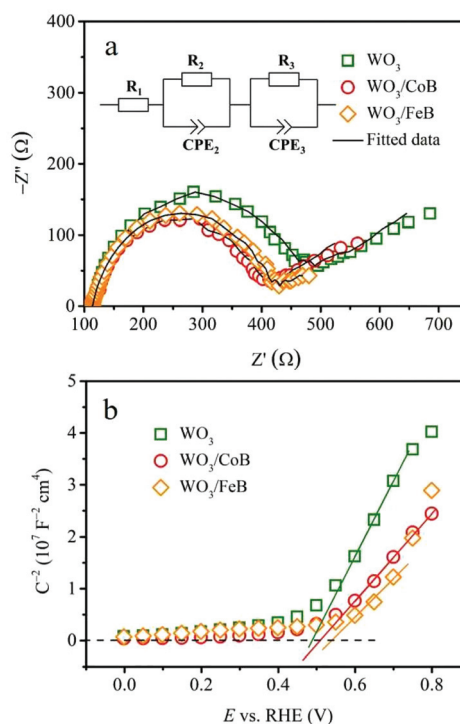 a
R1
R2
CPE2
R3
CPE3
WO3
WO3/CoB
WO3/FeB
Fitted data
−Z″ (Ω)
400
300
200
100
0
100 200 300 400 500 600 700
Z′ (Ω)
b
WO3
WO3/CoB
WO3/FeB
C−2 (10⁷ F−2 cm4)
5
4
3
2
1
0
0.0 0.2 0.4 0.6 0.8
E vs. RHE (V)